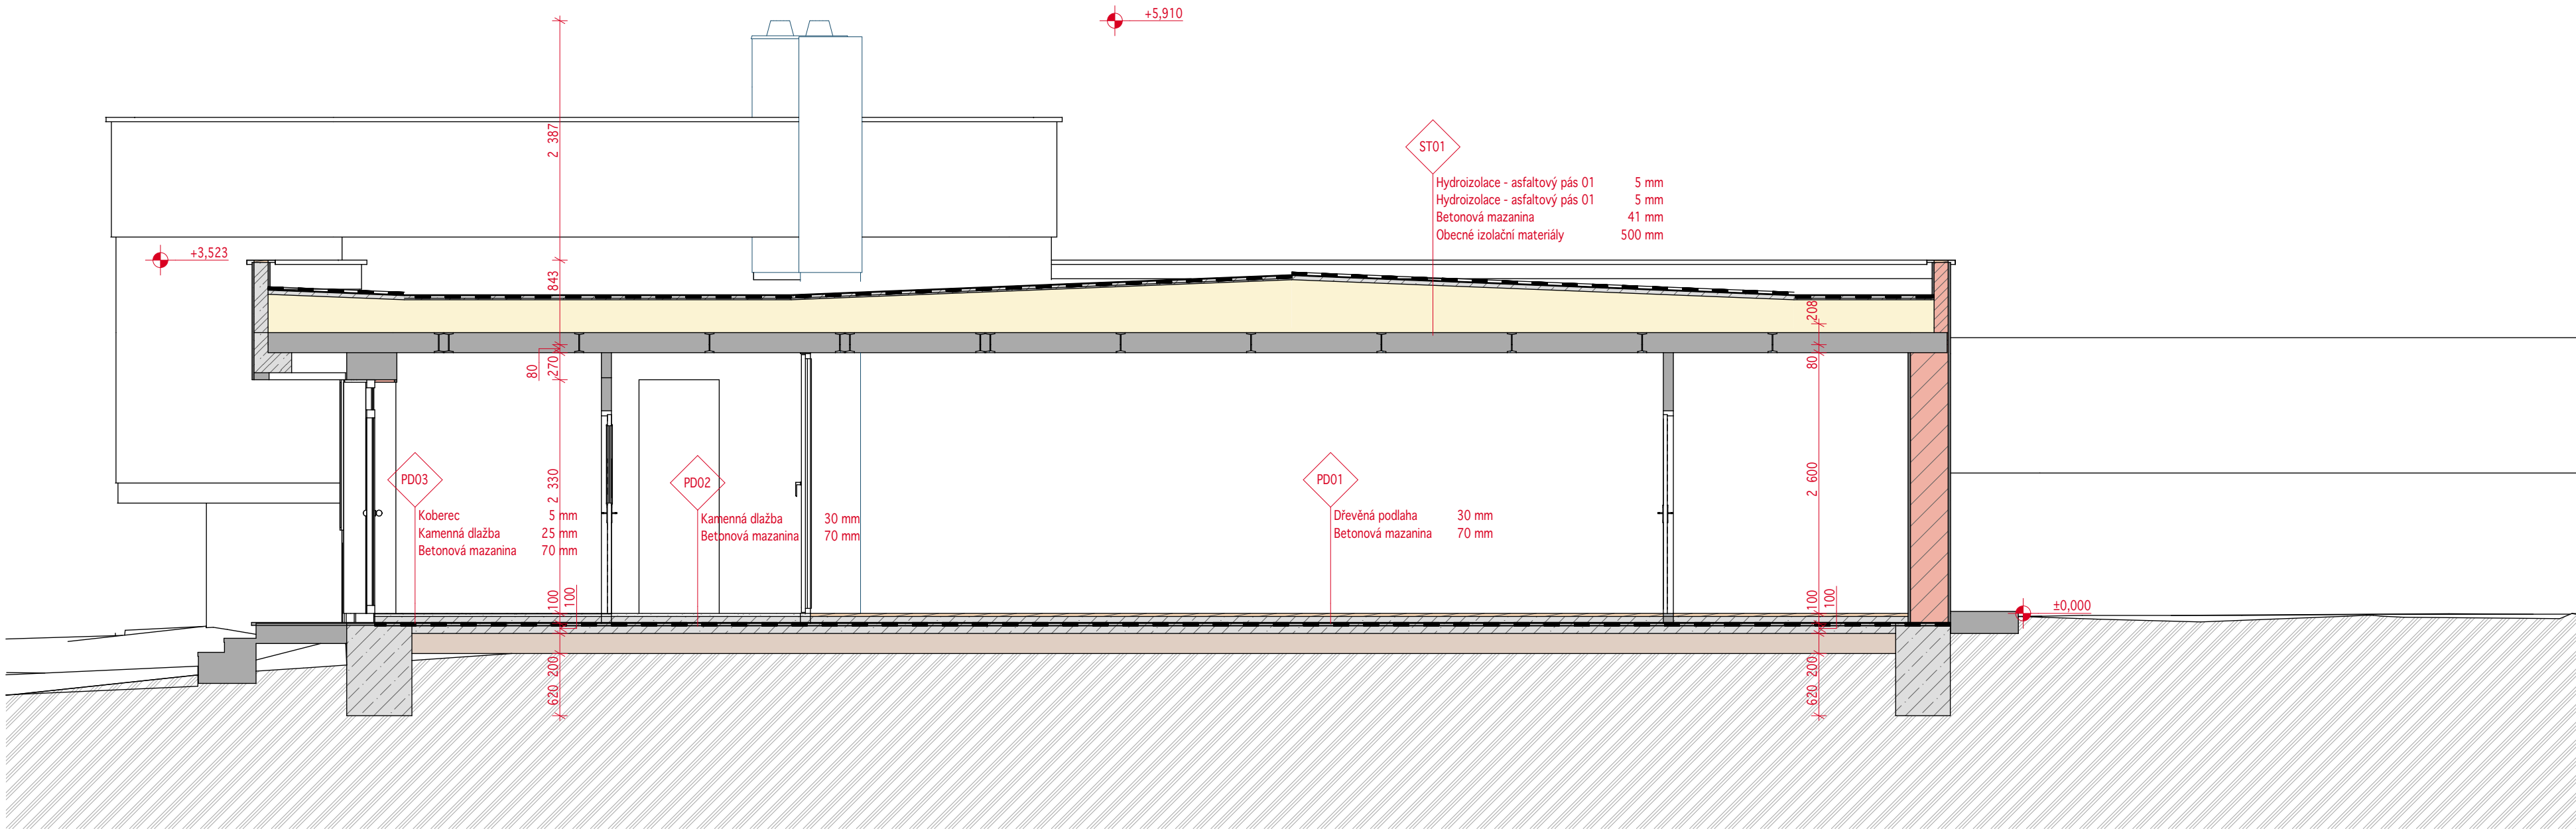 +5,910
2 387
ST01
Hydroizolace - asfaltový pás 01 5 mm
Hydroizolace - asfaltový pás 01 5 mm
Betonová mazanina 41 mm
Obecné izolační materiály 500 mm
+3,523
843
208
80
270
80
PD03
Koberec 5 mm
Kamenná dlažba 25 mm
Betonová mazanina 70 mm
2 330
PD02
Kamenná dlažba 30 mm
Betonová mazanina 70 mm
PD01
Dřevěná podlaha 30 mm
Betonová mazanina 70 mm
2 600
100
100
100
100
±0,000
200
620
200
620